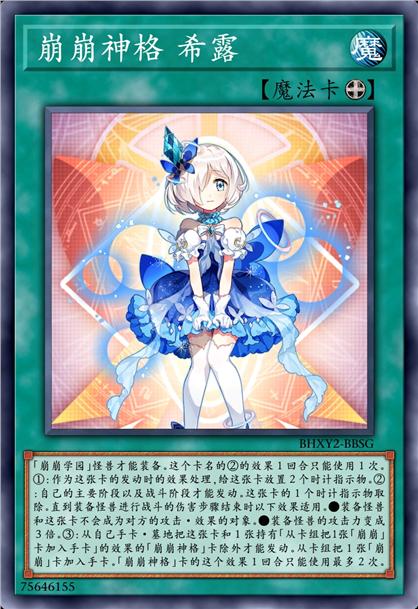 崩崩神格 希露
魔
【魔法卡】
BHXY2-BBSG
「崩崩学园」怪兽才能装备。这个卡名的②的效果1回合只能使用1次。
①：作为这张卡的发动时的效果处理，给这张卡放置2个时计指示物。②
：自己的主要阶段以及战斗阶段才能发动。这张卡的1个时计指示物取
除。直到装备怪兽进行战斗的伤害步骤结束时以下效果适用。●装备怪兽
和这张卡不会成为对方的攻击・效果的对象。●装备怪兽的攻击力变成
3倍。③：从自己手卡・墓地把这张卡和1张持有「从卡组把1张「崩崩」
卡加入手卡」的效果的「崩崩神格」卡除外才能发动。从卡组把1张「崩
崩」卡加入手卡。「崩崩神格」卡的这个效果1回合只能使用最多2次。
75646155